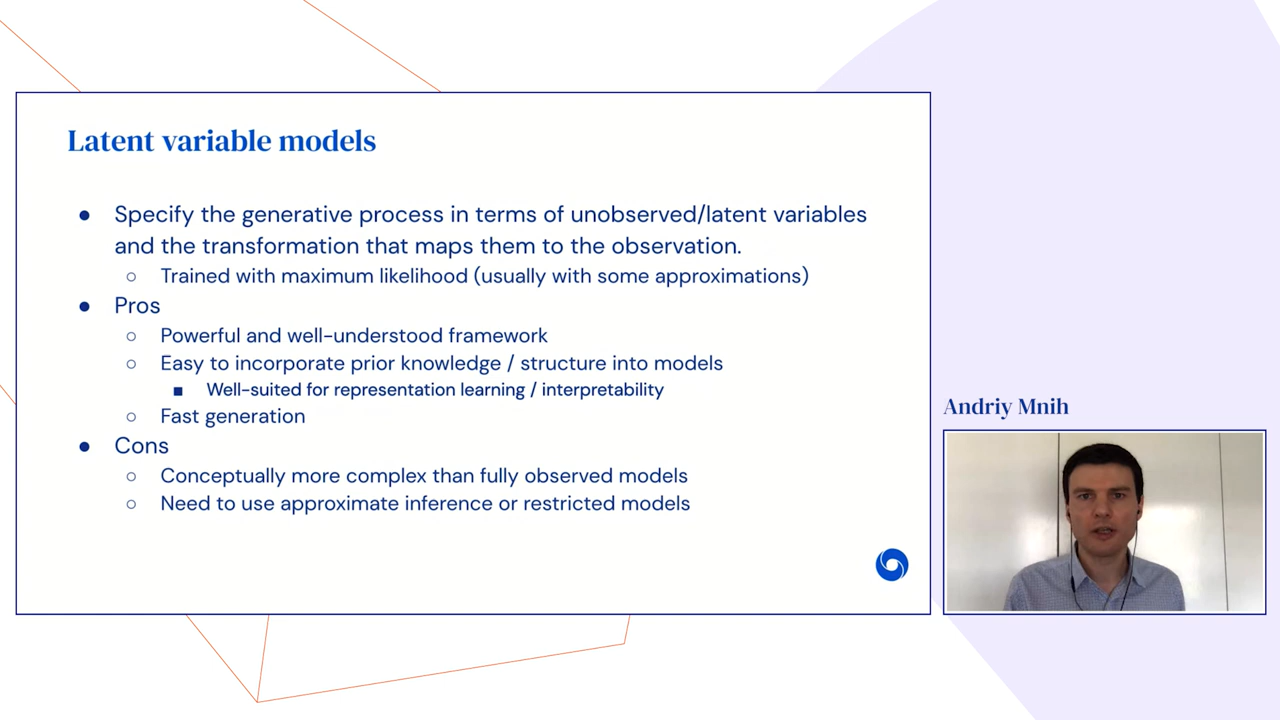 Latent variable models
● Specify the generative process in terms of unobserved/latent variables
and the transformation that maps them to the observation.
○ Trained with maximum likelihood (usually with some approximations)
● Pros
○ Powerful and well-understood framework
○ Easy to incorporate prior knowledge / structure into models
■ Well-suited for representation learning / interpretability
○ Fast generation
● Cons
○ Conceptually more complex than fully observed models
○ Need to use approximate inference or restricted models
Andriy Mnih